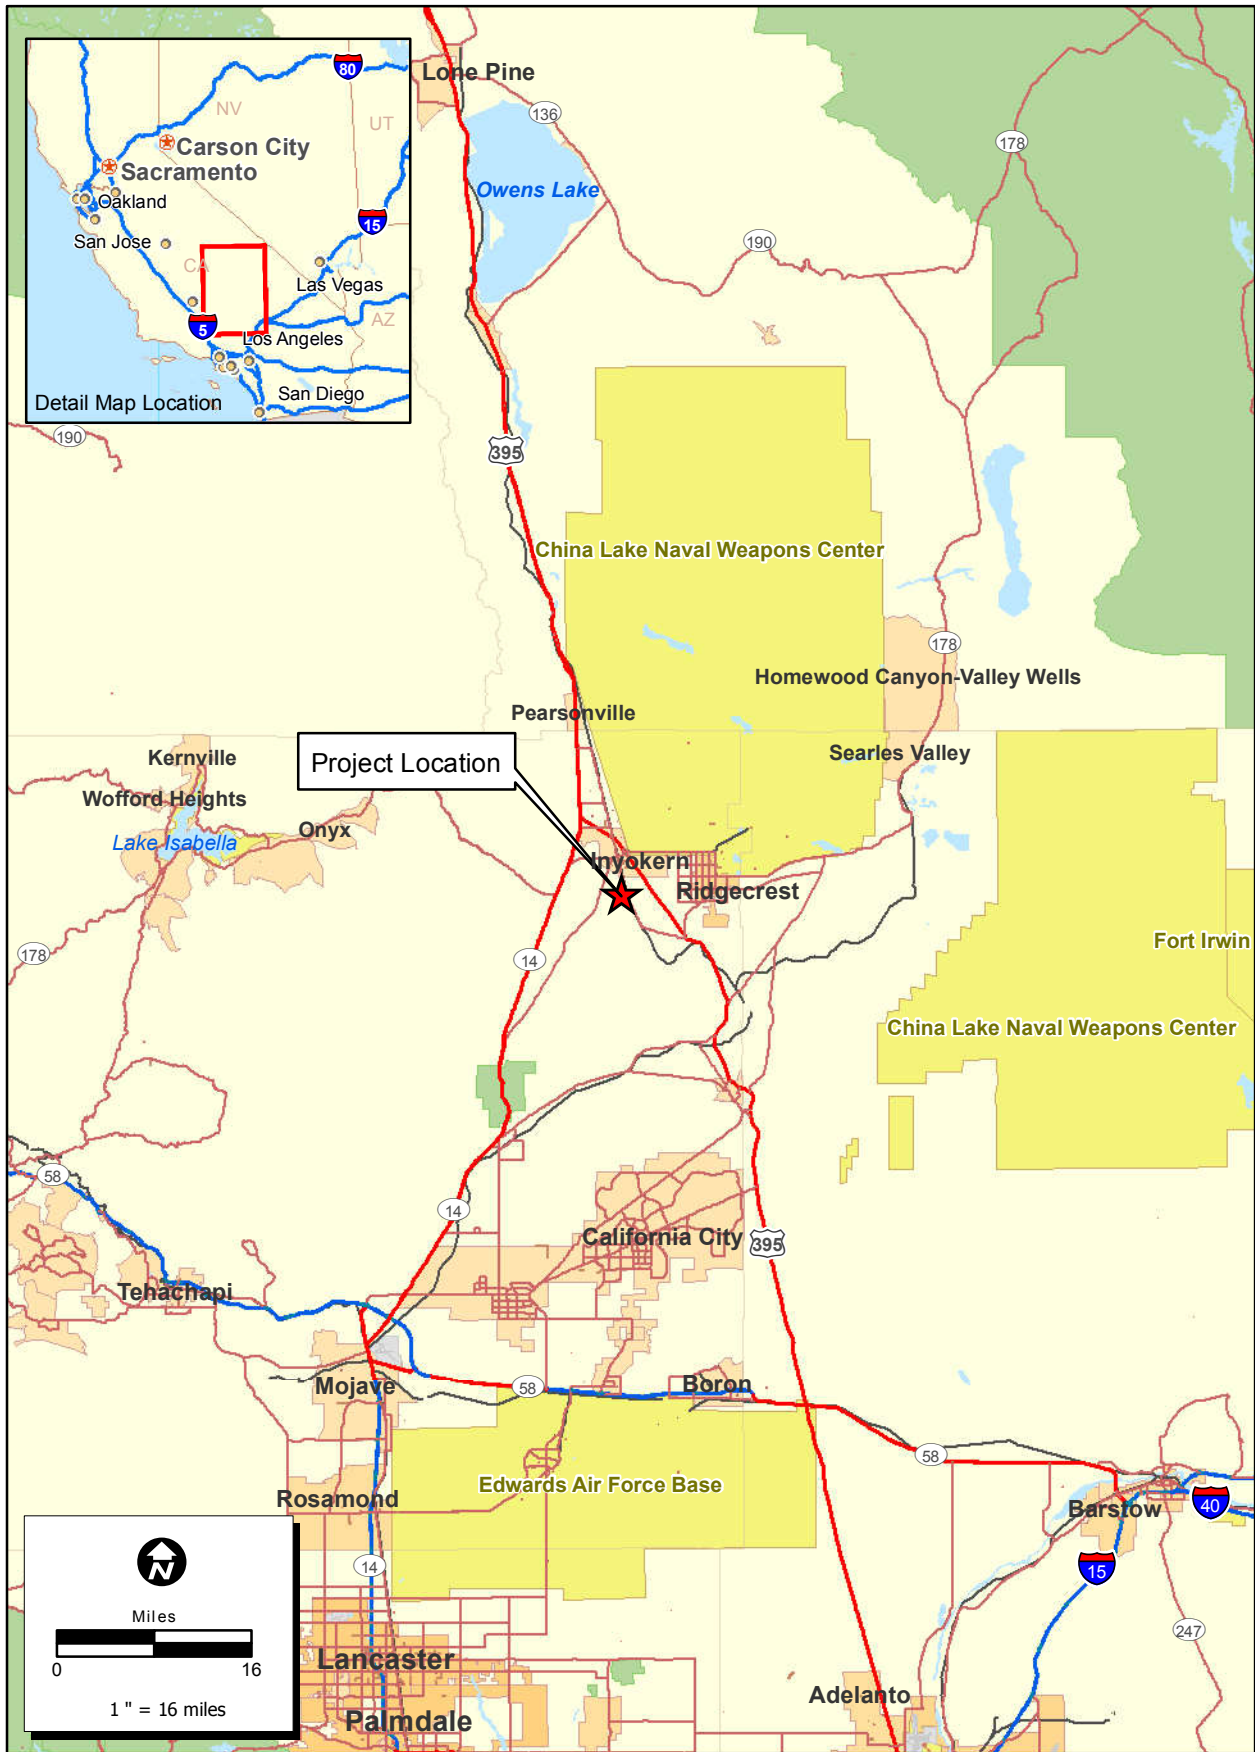 Lone Pine
80
NV
136
UT
Carson City
178
Sacramento
Owens Lake
Oakland
15
San Jose
190
CA
Las Vegas
AZ
5
Los Angeles
San Diego
Detail Map Location
190
395
China Lake Naval Weapons Center
178
Homewood Canyon-Valley Wells
Pearsonville
Searles Valley
Kernville
Project Location
Wofford Heights
Onyx
Lake Isabella
Inyokern
Ridgecrest
Fort Irwin
178
14
China Lake Naval Weapons Center
58
14
California City
395
Tehachapi
Mojave
58
Boron
58
Edwards Air Force Base
Rosamond
Barstow
40
N
14
15
Miles
247
0 16
Lancaster
1 " = 16 miles
Adelanto
Palmdale